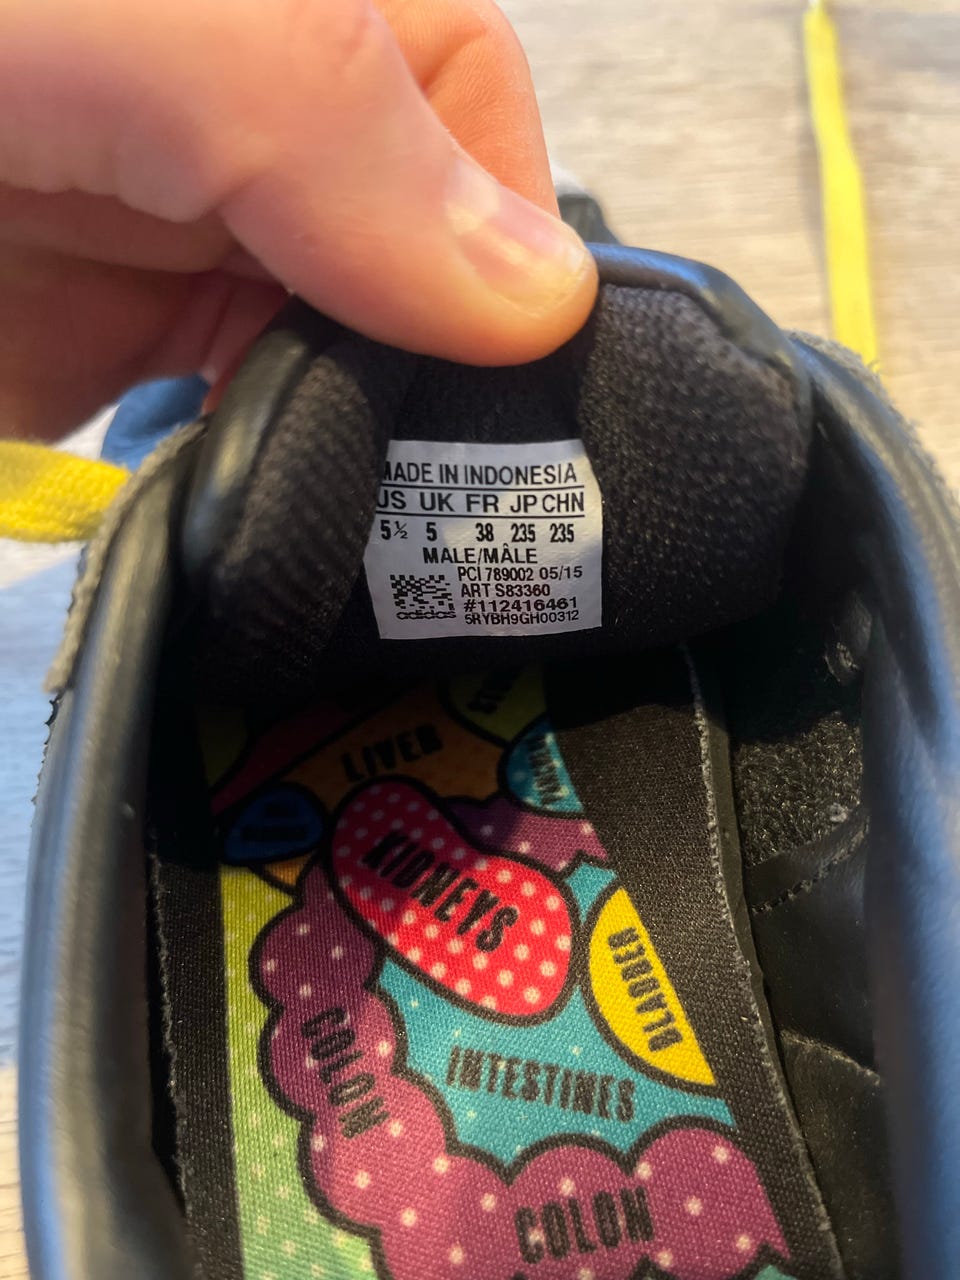 MADE IN INDONESIA
US UK FR JP CHN
5½ 5 38 235 235
MALE/MÂLE
PCI 789002 05/15
ART S83360
#112416461
adidas
5RYBH9GH00312
LIVER
KIDNEYS
BLADDER
COLON
INTESTINES
COLON